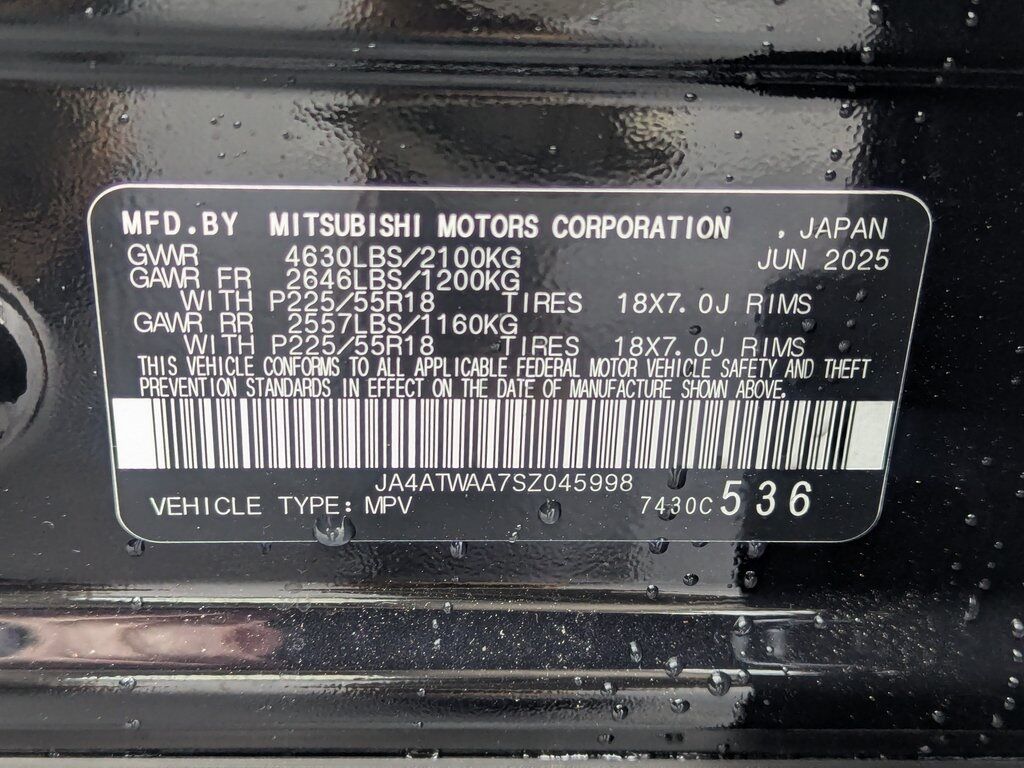 MFD.BY MITSUBISHI MOTORS CORPORATION , JAPAN
GVWR 4630LBS/2100KG JUN 2025
GAWR FR 2646LBS/1200KG
WITH P225/55R18 TIRES 18X7.0J RIMS
GAWR RR 2557LBS/1160KG
WITH P225/55R18 TIRES 18X7.0J RIMS
THIS VEHICLE CONFORMS TO ALL APPLICABLE FEDERAL MOTOR VEHICLE SAFETY AND THEFT
PREVENTION STANDARDS IN EFFECT ON THE DATE OF MANUFACTURE SHOWN ABOVE.
JA4ATWAA7SZ045998
VEHICLE TYPE: MPV 7430C 536